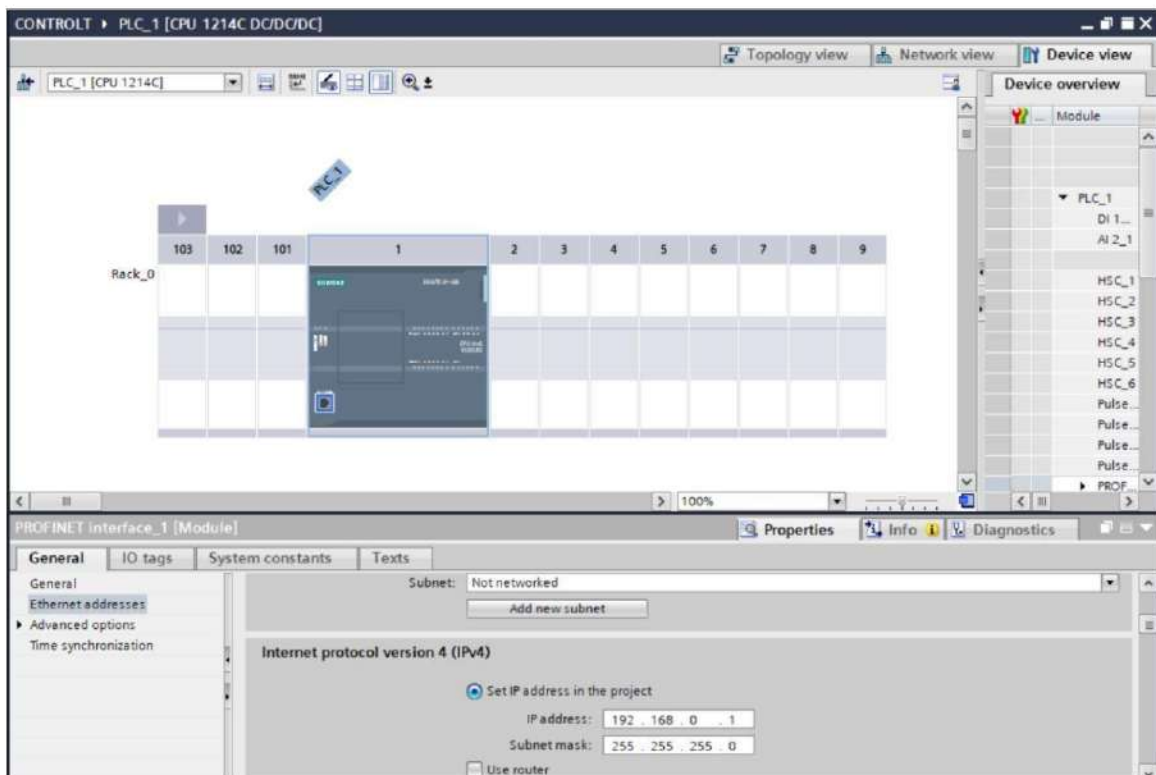 CONTROLT ▸ PLC_1 [CPU 1214C DC/DC/DC]
Topology view Network view Device view
PLC_1 [CPU 1214C]
Device overview
... Module
PLC_1
103 102 101 1 2 3 4 5 6 7 8 9
Rack_0
SIEMENS
PLC_1
DI 1...
AI 2_1
HSC_1
HSC_2
HSC_3
HSC_4
HSC_5
HSC_6
Pulse...
Pulse...
Pulse...
Pulse...
PROF...
100%
PROFINET interface_1 [Module]
Properties Info Diagnostics
General IO tags System constants Texts
General
Ethernet addresses
Advanced options
Time synchronization
Subnet: Not networked
Add new subnet
Internet protocol version 4 (IPv4)
Set IP address in the project
IP address: 192 . 168 . 0 . 1
Subnet mask: 255 . 255 . 255 . 0
Use router